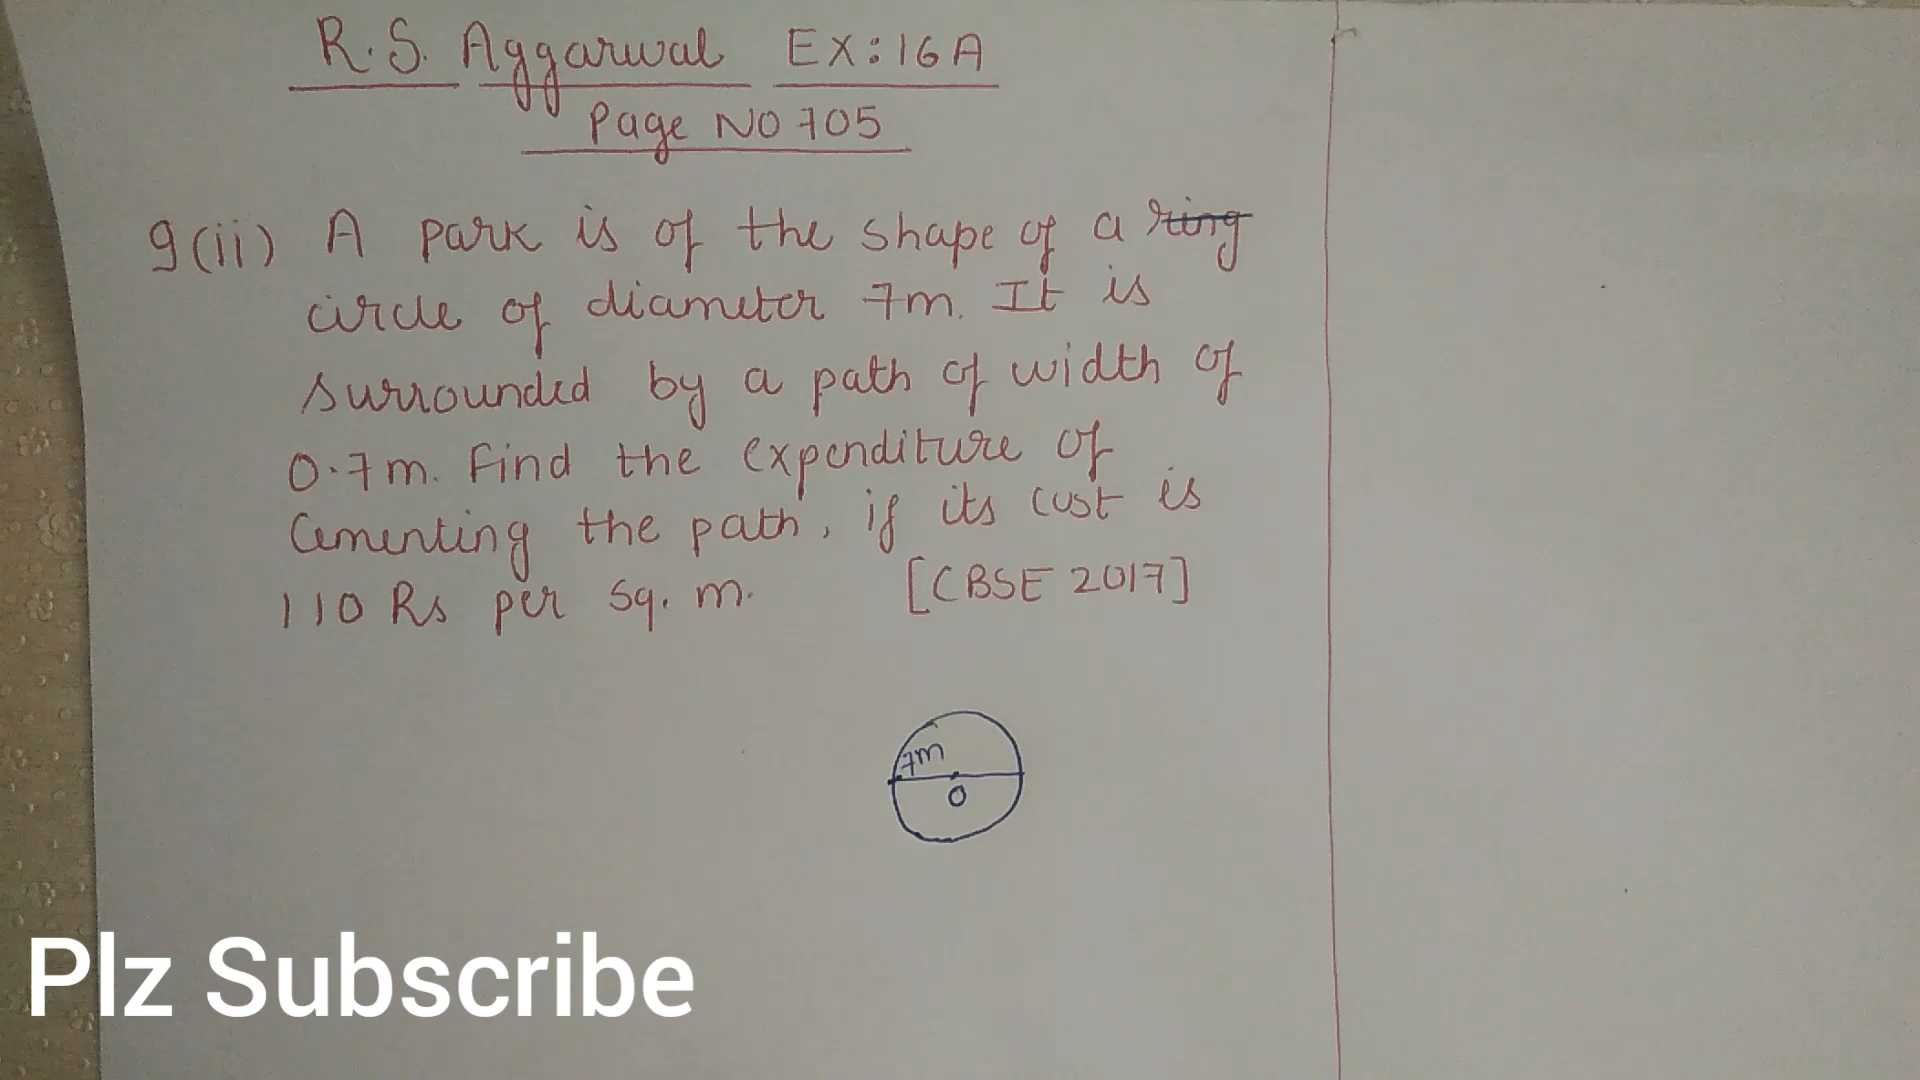 R.S. Aggarwal EX:16A
Page NO 705
9(ii) A park is of the shape of a ring
circle of diameter 7m. It is
surrounded by a path of width of
0.7m. Find the expenditure of
Cementing the path, if its cost is
110 Rs per sq. m. [CBSE 2017]
7m
O
Plz Subscribe